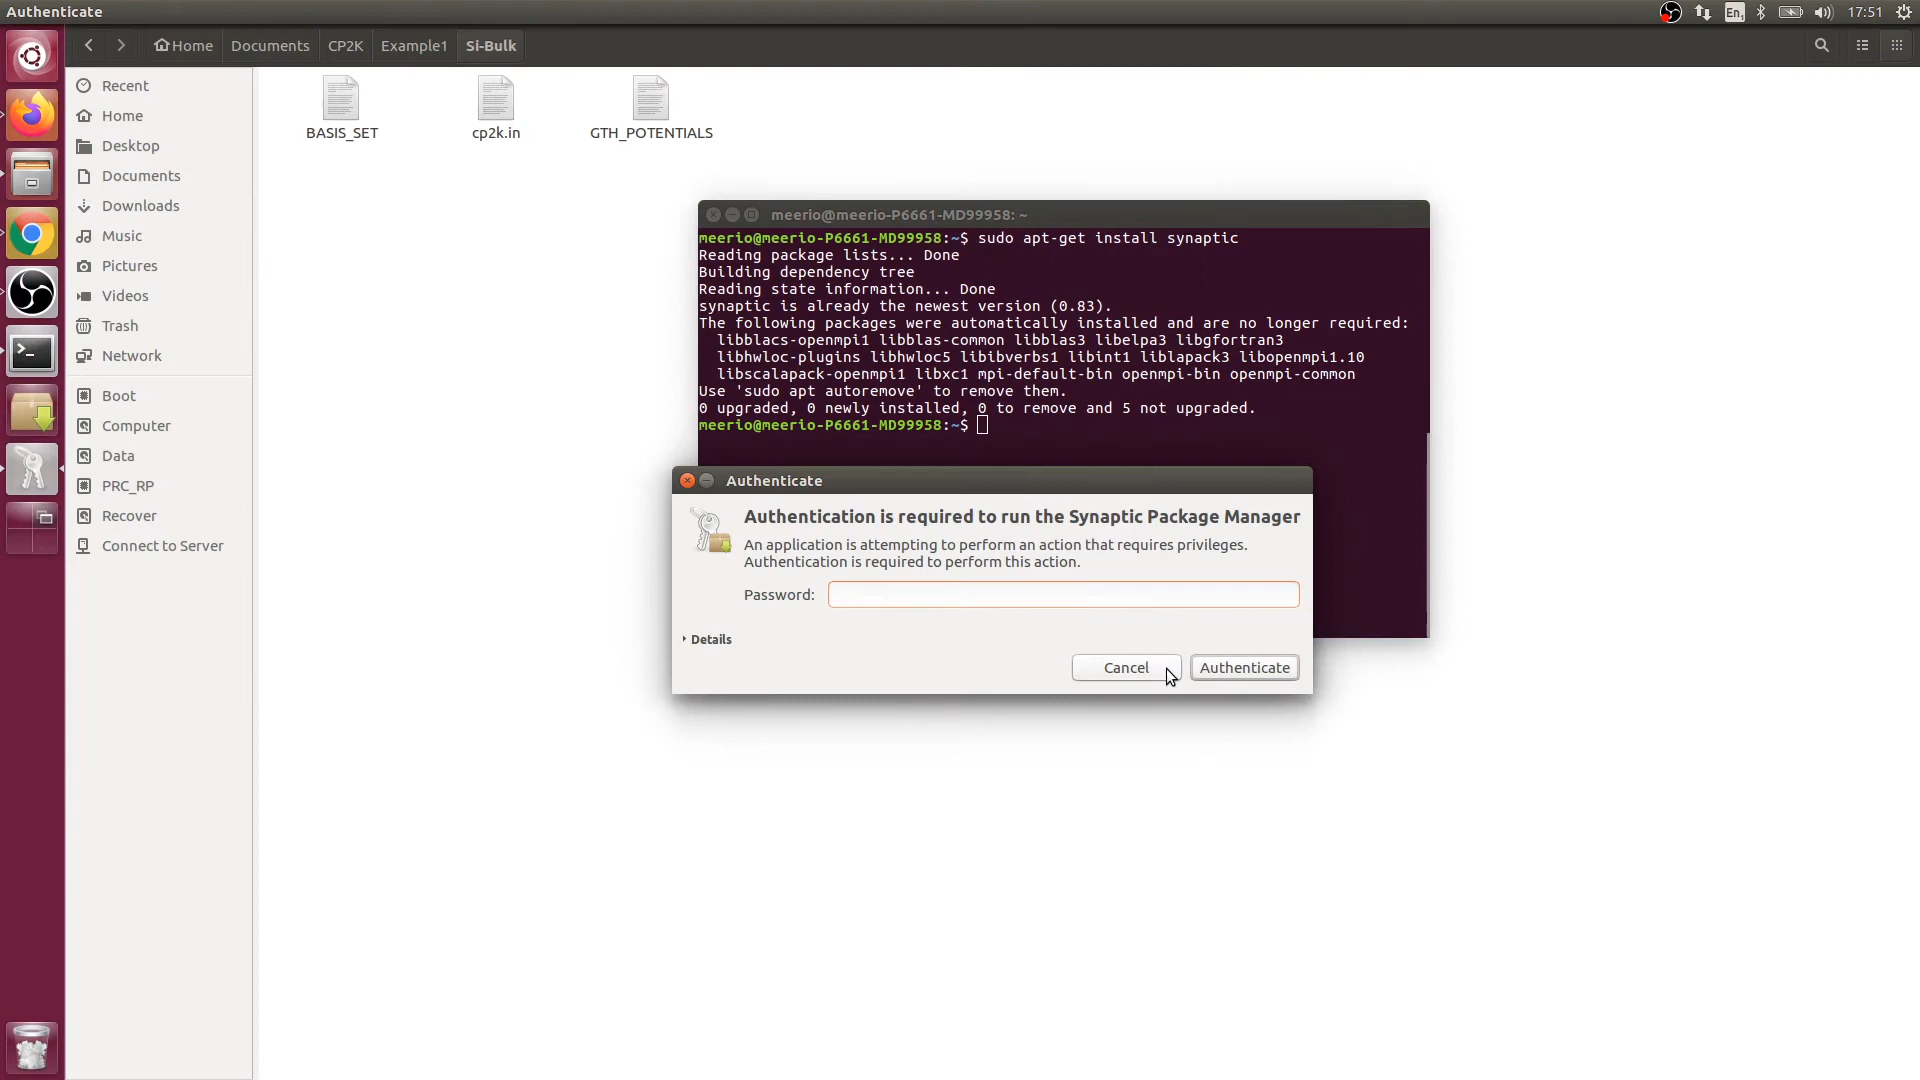 Authenticate
En1
17:51
Home
Documents
CP2K
Example1
Si-Bulk
Recent
Home
Desktop
Documents
Downloads
Music
Pictures
Videos
Trash
Network
Boot
Computer
Data
PRC_RP
Recover
Connect to Server
BASIS_SET
cp2k.in
GTH_POTENTIALS
meerio@meerio-P6661-MD99958: ~
meerio@meerio-P6661-MD99958:~$ sudo apt-get install synaptic
Reading package lists... Done
Building dependency tree
Reading state information... Done
synaptic is already the newest version (0.83).
The following packages were automatically installed and are no longer required:
libblacs-openmpi1 libblas-common libblas3 libelpa3 libgfortran3
libhwloc-plugins libhwloc5 libibverbs1 libint1 liblapack3 libopenmpi1.10
libscalapack-openmpi1 libxc1 mpi-default-bin openmpi-bin openmpi-common
Use 'sudo apt autoremove' to remove them.
0 upgraded, 0 newly installed, 0 to remove and 5 not upgraded.
meerio@meerio-P6661-MD99958:~$
Authenticate
Authentication is required to run the Synaptic Package Manager
An application is attempting to perform an action that requires privileges.
Authentication is required to perform this action.
Password:
Details
Cancel
Authenticate